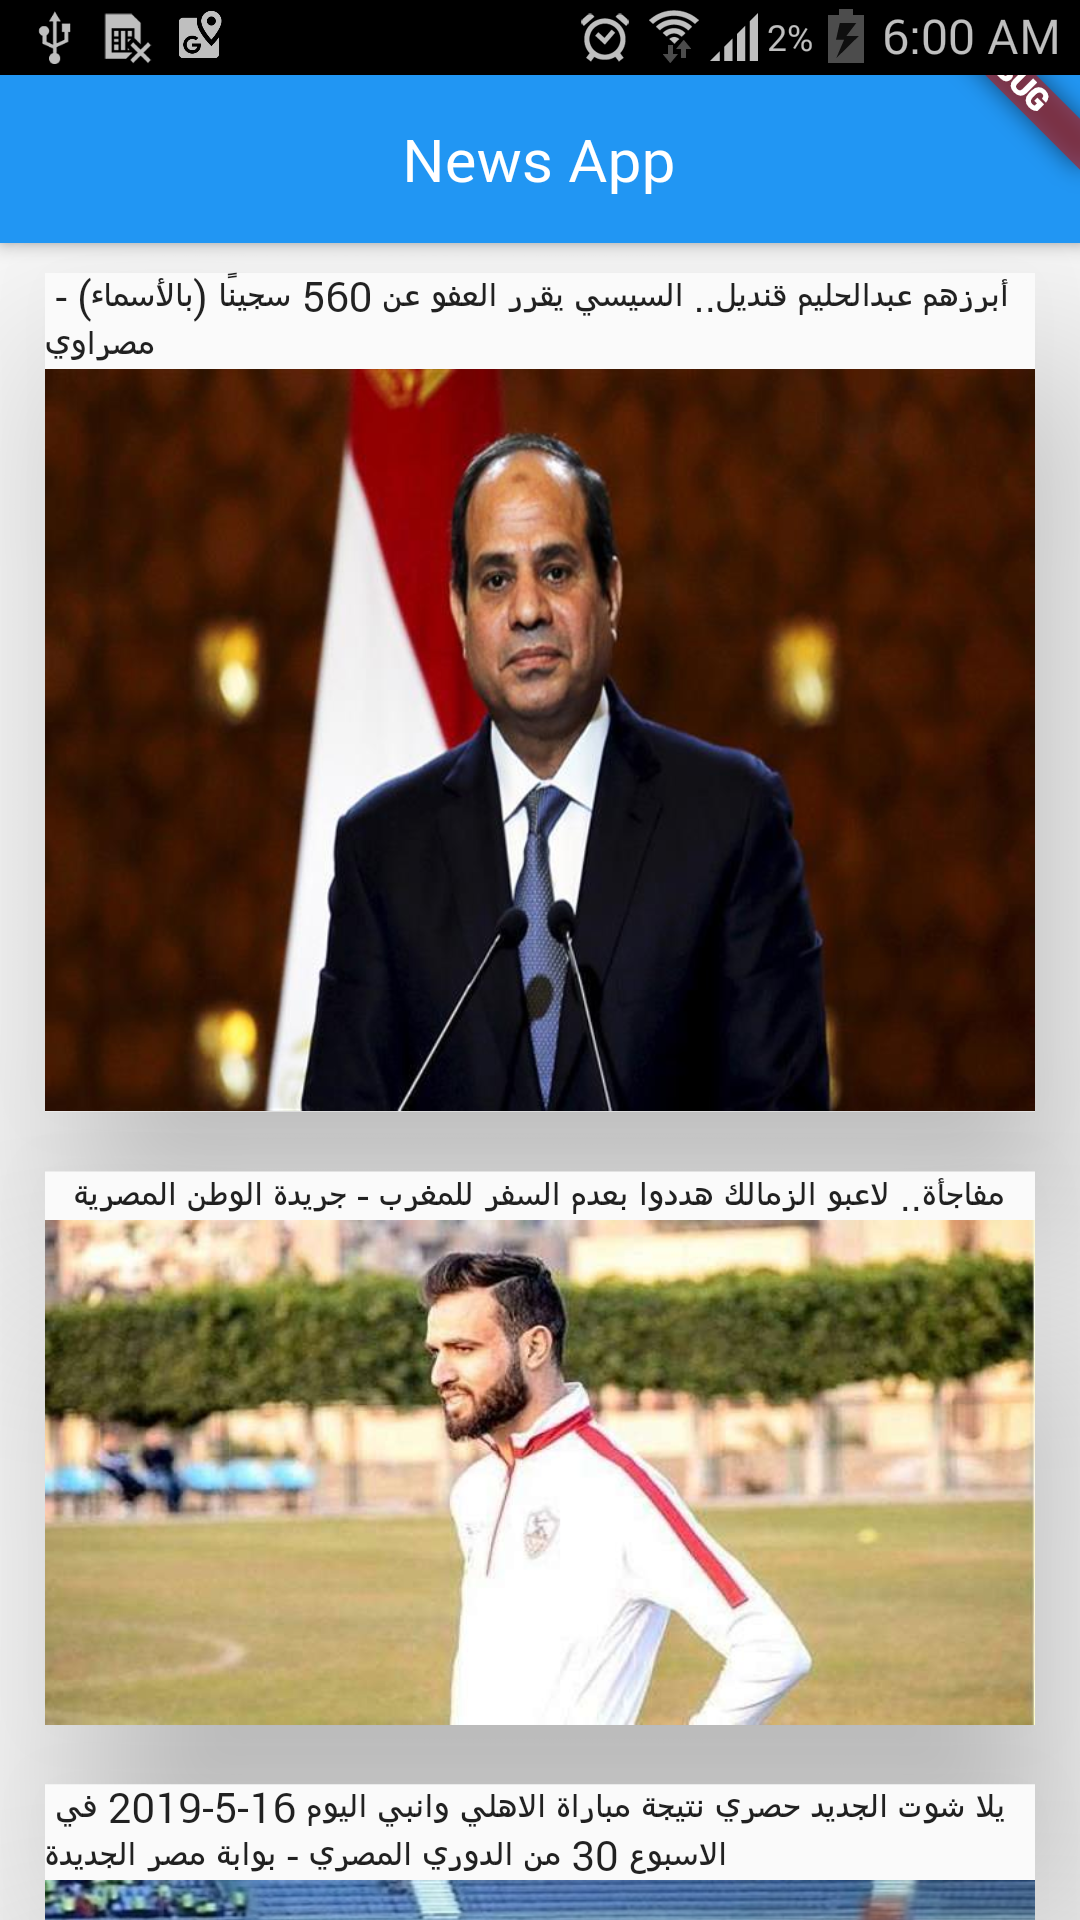 2% 6:00 AM
News App
أبرزهم عبدالحليم قنديل.. السيسي يقرر العفو عن 560 سجينًا (بالأسماء) -
مصراوي
مفاجأة.. لاعبو الزمالك هددوا بعدم السفر للمغرب - جريدة الوطن المصرية
يلا شوت الجديد حصري نتيجة مباراة الاهلي وانبي اليوم 16-5-2019 في
الاسبوع 30 من الدوري المصري - بوابة مصر الجديدة